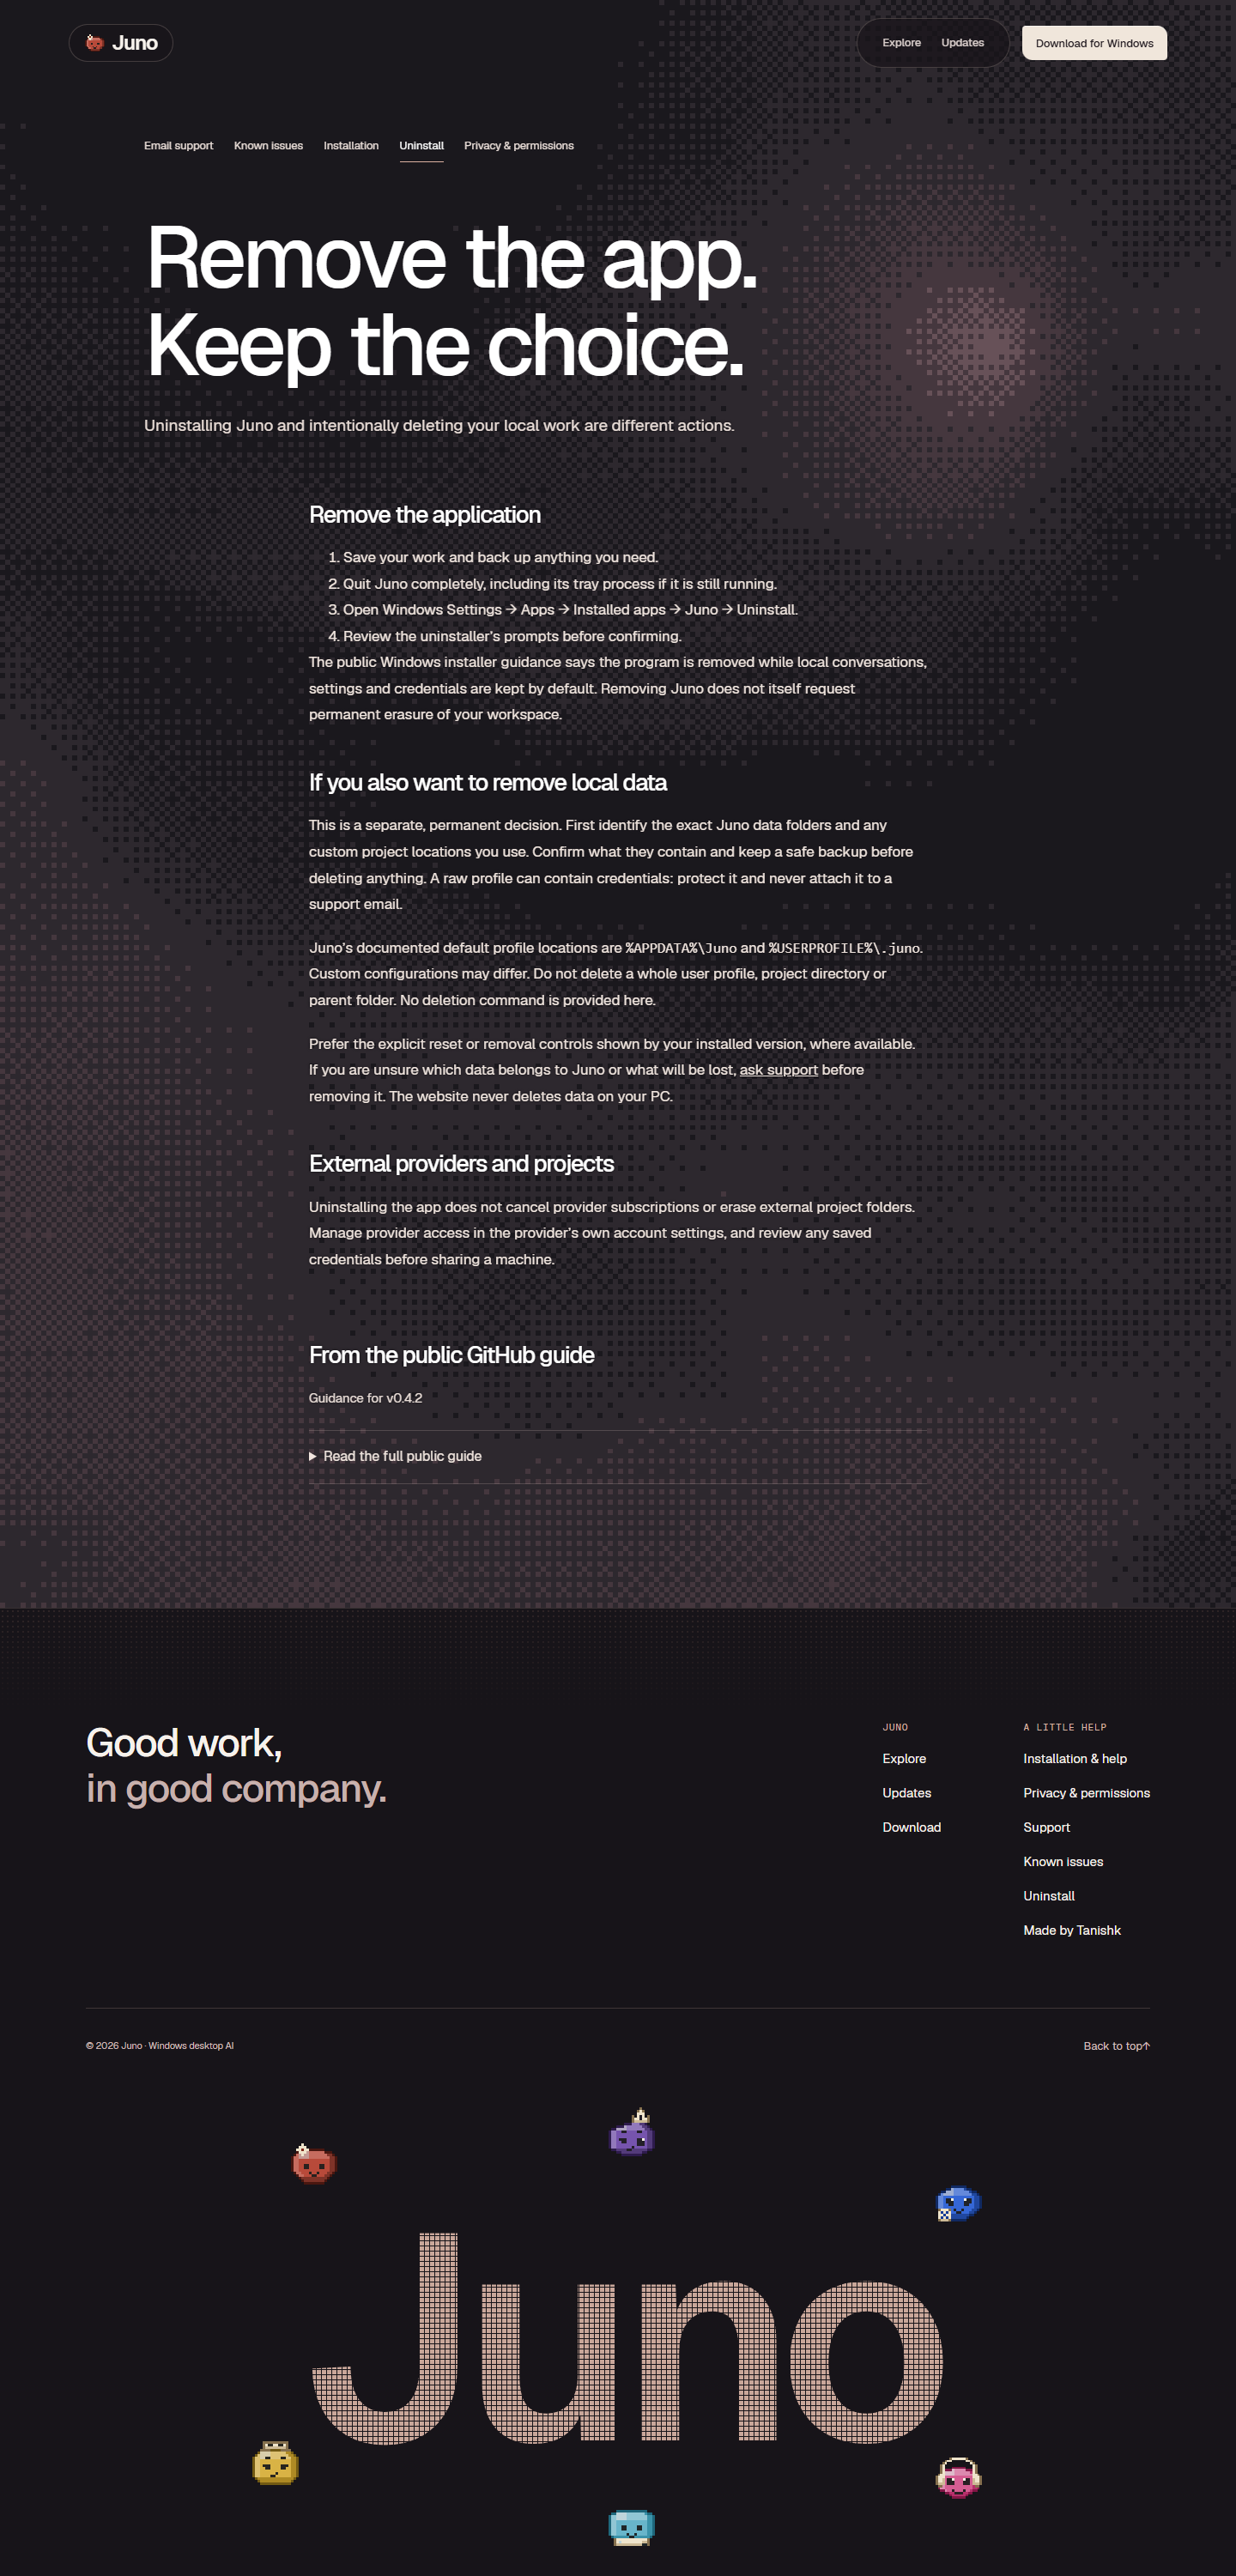 Juno
Explore
Updates
Download for Windows
Email support
Known issues
Installation
Uninstall
Privacy & permissions
Remove the app.
Keep the choice.
Uninstalling Juno and intentionally deleting your local work are different actions.
Remove the application
1. Save your work and back up anything you need.
2. Quit Juno completely, including its tray process if it is still running.
3. Open Windows Settings → Apps → Installed apps → Juno → Uninstall.
4. Review the uninstaller's prompts before confirming.
The public Windows installer guidance says the program is removed while local conversations,
settings and credentials are kept by default. Removing Juno does not itself request
permanent erasure of your workspace.
If you also want to remove local data
This is a separate, permanent decision. First identify the exact Juno data folders and any
custom project locations you use. Confirm what they contain and keep a safe backup before
deleting anything. A raw profile can contain credentials: protect it and never attach it to a
support email.
Juno's documented default profile locations are %APPDATA%\Juno and %USERPROFILE%\.juno.
Custom configurations may differ. Do not delete a whole user profile, project directory or
parent folder. No deletion command is provided here.
Prefer the explicit reset or removal controls shown by your installed version, where available.
If you are unsure which data belongs to Juno or what will be lost, ask support before
removing it. The website never deletes data on your PC.
External providers and projects
Uninstalling the app does not cancel provider subscriptions or erase external project folders.
Manage provider access in the provider's own account settings, and review any saved
credentials before sharing a machine.
From the public GitHub guide
Guidance for v0.4.2
Read the full public guide
Good work,
in good company.
JUNO
Explore
Updates
Download
A LITTLE HELP
Installation & help
Privacy & permissions
Support
Known issues
Uninstall
Made by Tanishk
© 2026 Juno · Windows desktop AI
Back to top↑
Juno